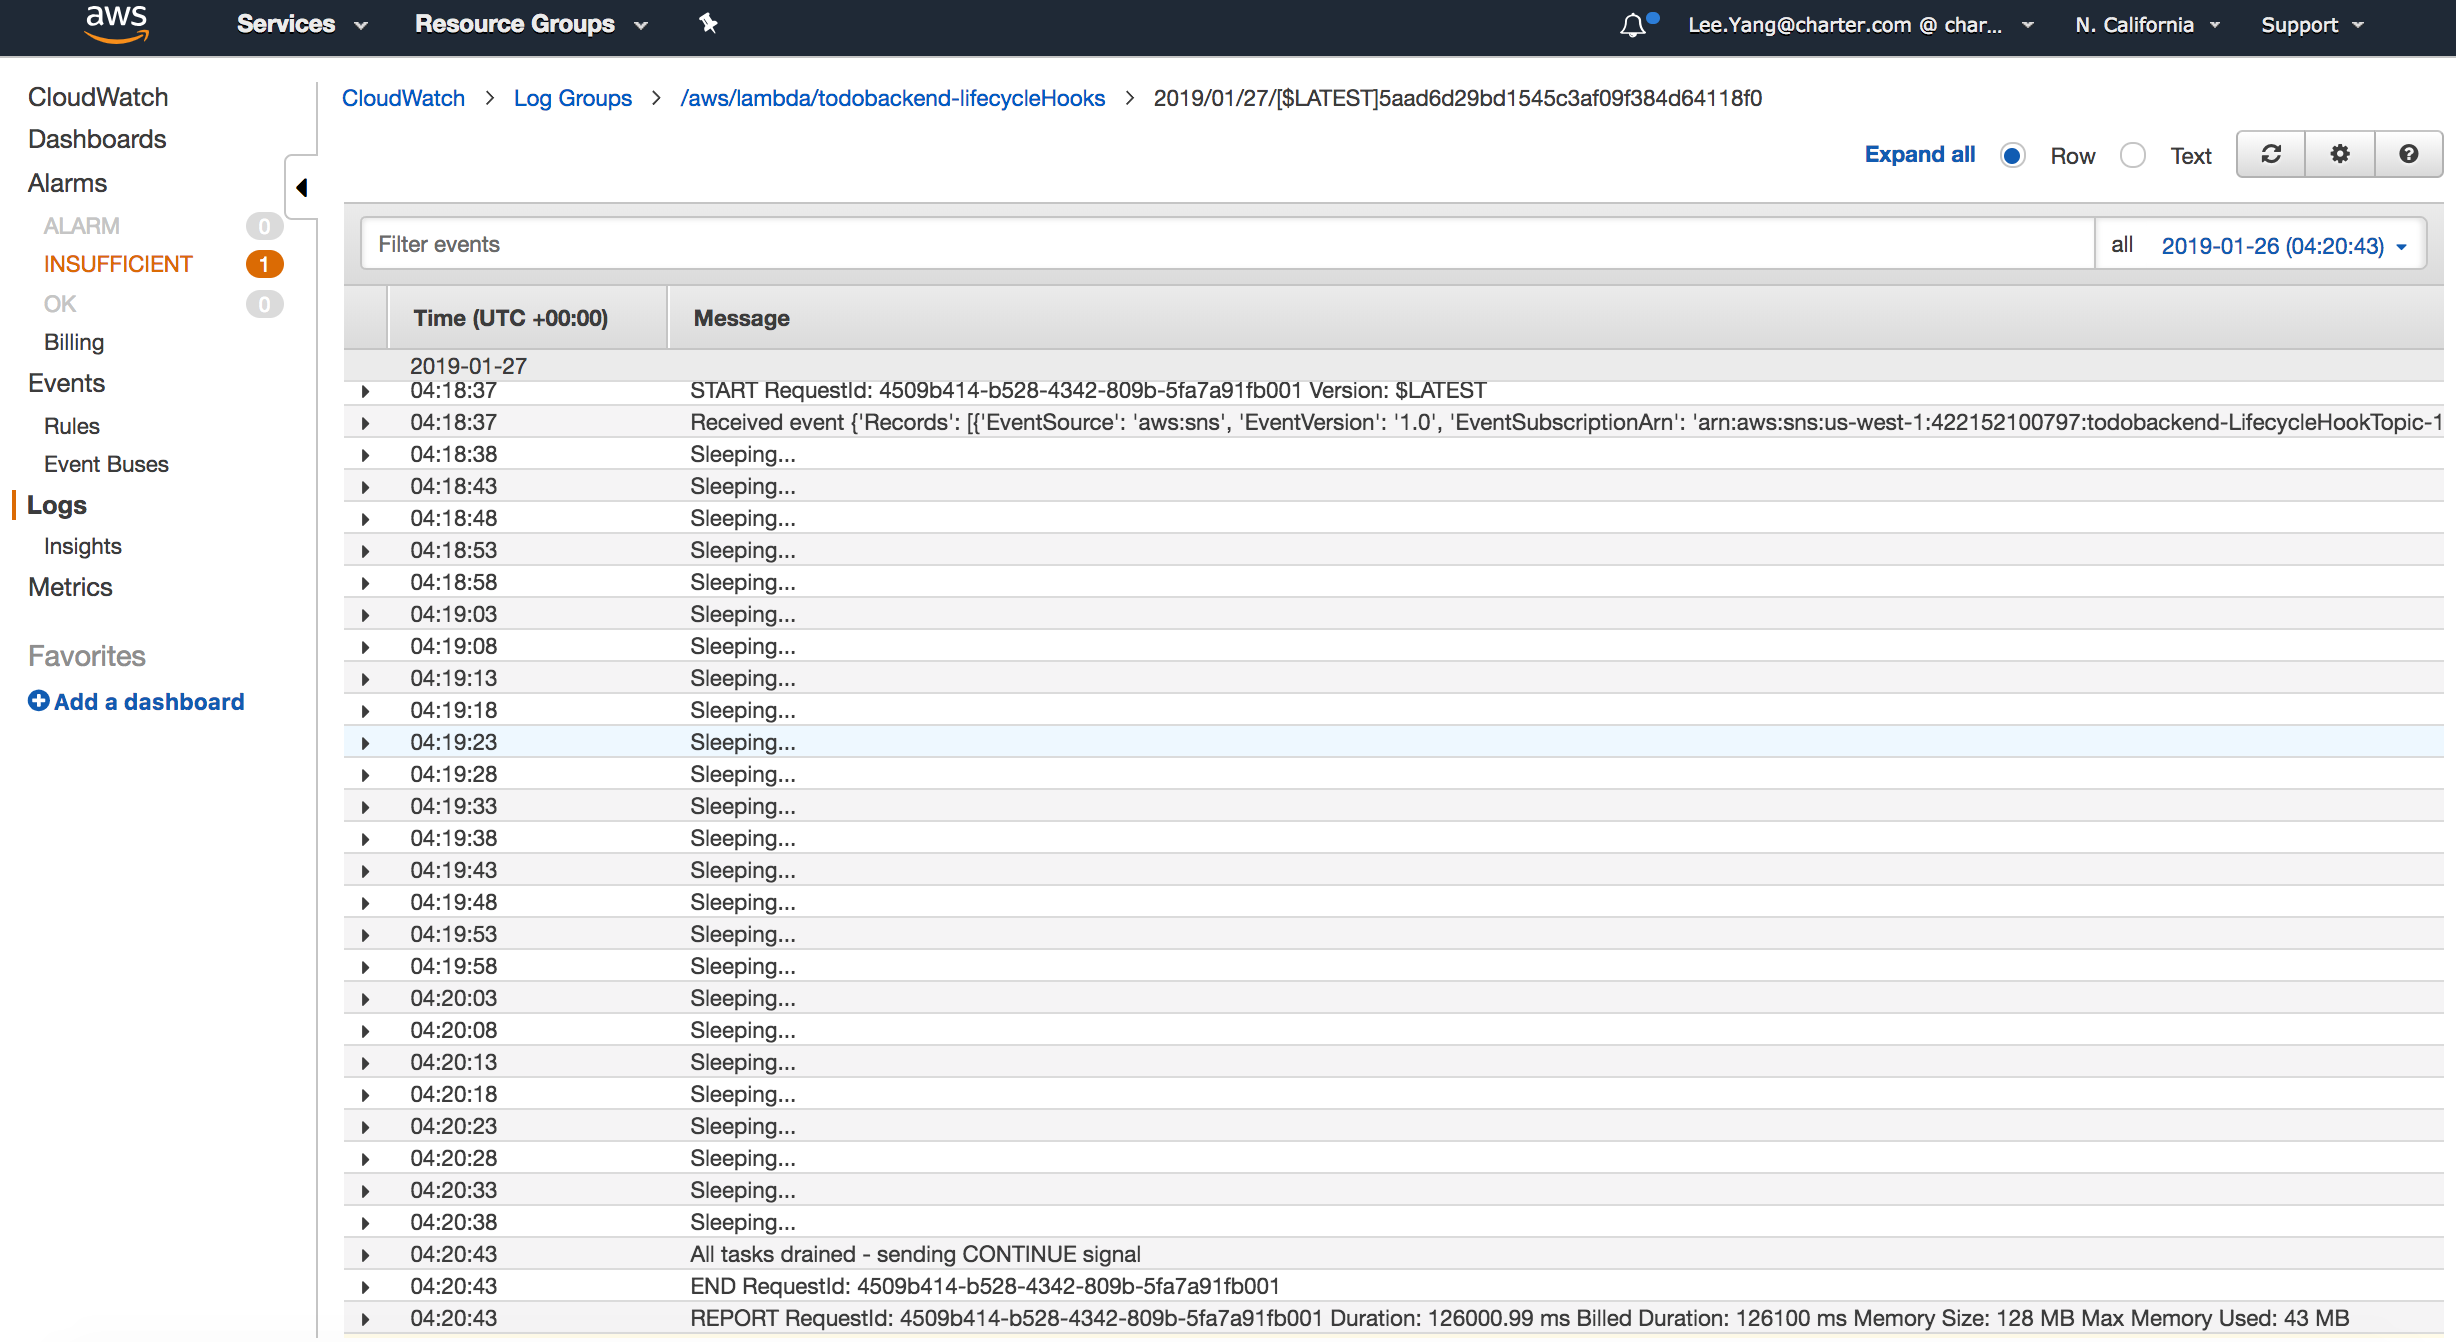 aws Services Resource Groups Lee.Yang@charter.com @ char... N. California Support
CloudWatch
Dashboards
Alarms
ALARM 0
INSUFFICIENT 1
OK 0
Billing
Events
Rules
Event Buses
Logs
Insights
Metrics
Favorites
Add a dashboard
CloudWatch > Log Groups > /aws/lambda/todobackend-lifecycleHooks > 2019/01/27/[$LATEST]5aad6d29bd1545c3af09f384d64118f0
Expand all Row Text
Filter events all 2019-01-26 (04:20:43)
Time (UTC +00:00) Message
2019-01-27
04:18:37 START RequestId: 4509b414-b528-4342-809b-5fa7a91fb001 Version: $LATEST
04:18:37 Received event {'Records': [{'EventSource': 'aws:sns', 'EventVersion': '1.0', 'EventSubscriptionArn': 'arn:aws:sns:us-west-1:422152100797:todobackend-LifecycleHookTopic-1
04:18:38 Sleeping...
04:18:43 Sleeping...
04:18:48 Sleeping...
04:18:53 Sleeping...
04:18:58 Sleeping...
04:19:03 Sleeping...
04:19:08 Sleeping...
04:19:13 Sleeping...
04:19:18 Sleeping...
04:19:23 Sleeping...
04:19:28 Sleeping...
04:19:33 Sleeping...
04:19:38 Sleeping...
04:19:43 Sleeping...
04:19:48 Sleeping...
04:19:53 Sleeping...
04:19:58 Sleeping...
04:20:03 Sleeping...
04:20:08 Sleeping...
04:20:13 Sleeping...
04:20:18 Sleeping...
04:20:23 Sleeping...
04:20:28 Sleeping...
04:20:33 Sleeping...
04:20:38 Sleeping...
04:20:43 All tasks drained - sending CONTINUE signal
04:20:43 END RequestId: 4509b414-b528-4342-809b-5fa7a91fb001
04:20:43 REPORT RequestId: 4509b414-b528-4342-809b-5fa7a91fb001 Duration: 126000.99 ms Billed Duration: 126100 ms Memory Size: 128 MB Max Memory Used: 43 MB